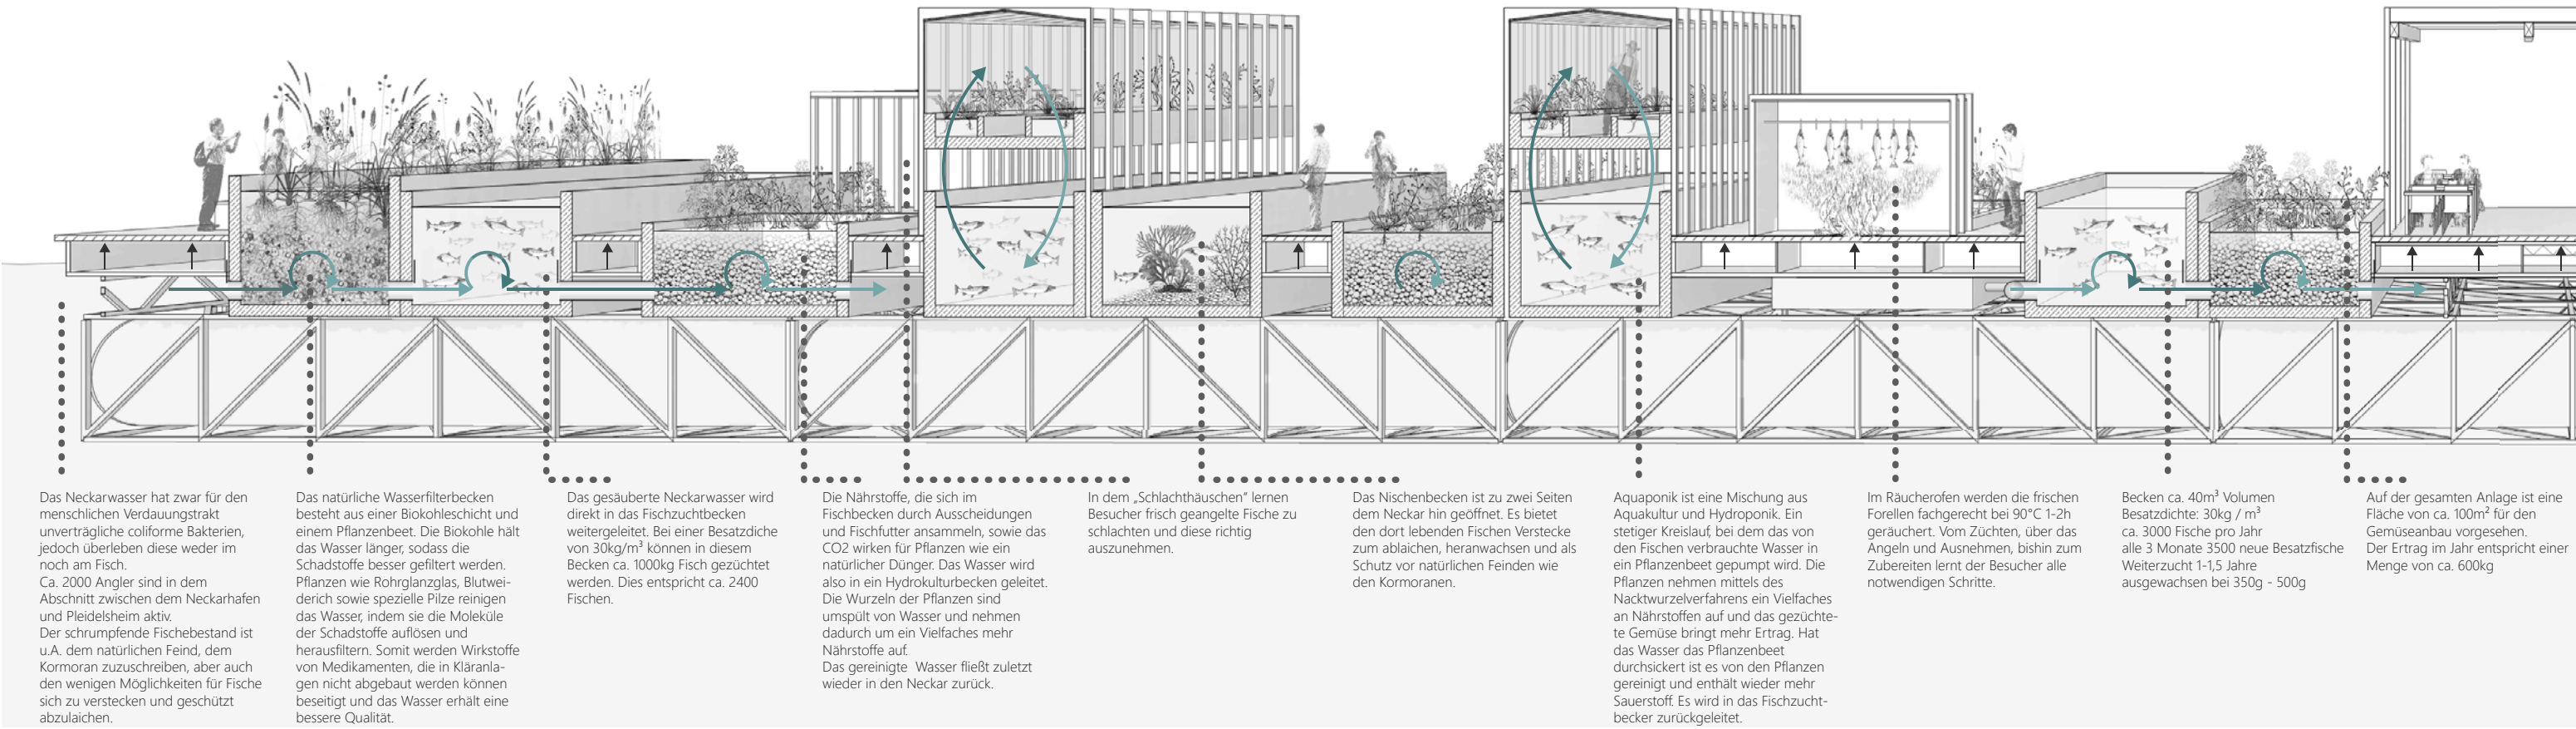 Das Neckarwasser hat zwar für den
menschlichen Verdauungstrakt
unverträgliche coliforme Bakterien,
jedoch überleben diese weder im
noch am Fisch.
Ca. 2000 Angler sind in dem
Abschnitt zwischen dem Neckarhafen
und Pleidelsheim aktiv.
Der schrumpfende Fischebestand ist
u.A. dem natürlichen Feind, dem
Kormoran zuzuschreiben, aber auch
den wenigen Möglichkeiten für Fische
sich zu verstecken und geschützt
abzulaichen.
Das natürliche Wasserfilterbecken
besteht aus einer Biokohleschicht und
einem Pflanzenbeet. Die Biokohle hält
das Wasser länger, sodass die
Schadstoffe besser gefiltert werden.
Pflanzen wie Rohrglanzglas, Blutwei-
derich sowie spezielle Pilze reinigen
das Wasser, indem sie die Moleküle
der Schadstoffe auflösen und
herausfiltern. Somit werden Wirkstoffe
von Medikamenten, die in Kläranla-
gen nicht abgebaut werden können
beseitigt und das Wasser erhält eine
bessere Qualität.
Das gesäuberte Neckarwasser wird
direkt in das Fischzuchtbecken
weitergeleitet. Bei einer Besatzdiche
von 30kg/m³ können in diesem
Becken ca. 1000kg Fisch gezüchtet
werden. Dies entspricht ca. 2400
Fischen.
Die Nährstoffe, die sich im
Fischbecken durch Ausscheidungen
und Fischfutter ansammeln, sowie das
CO2 wirken für Pflanzen wie ein
natürlicher Dünger. Das Wasser wird
also in ein Hydrokulturbecken geleitet.
Die Wurzeln der Pflanzen sind
umspült von Wasser und nehmen
dadurch um ein Vielfaches mehr
Nährstoffe auf.
Das gereinigte Wasser fließt zuletzt
wieder in den Neckar zurück.
In dem „Schlachthäuschen" lernen
Besucher frisch geangelte Fische zu
schlachten und diese richtig
auszunehmen.
Das Nischenbecken ist zu zwei Seiten
dem Neckar hin geöffnet. Es bietet
den dort lebenden Fischen Verstecke
zum ablaichen, heranwachsen und als
Schutz vor natürlichen Feinden wie
den Kormoranen.
Aquaponik ist eine Mischung aus
Aquakultur und Hydroponik. Ein
stetiger Kreislauf, bei dem das von
den Fischen verbrauchte Wasser in
ein Pflanzenbeet gepumpt wird. Die
Pflanzen nehmen mittels des
Nacktwurzelverfahrens ein Vielfaches
an Nährstoffen auf und das gezüchte-
te Gemüse bringt mehr Ertrag. Hat
das Wasser das Pflanzenbeet
durchsickert ist es von den Pflanzen
gereinigt und enthält wieder mehr
Sauerstoff. Es wird in das Fischzucht-
becker zurückgeleitet.
Im Räucherofen werden die frischen
Forellen fachgerecht bei 90°C 1-2h
geräuchert. Vom Züchten, über das
Angeln und Ausnehmen, bishin zum
Zubereiten lernt der Besucher alle
notwendigen Schritte.
Becken ca. 40m³ Volumen
Besatzdichte: 30kg / m³
ca. 3000 Fische pro Jahr
alle 3 Monate 3500 neue Besatzfische
Weiterzucht 1-1,5 Jahre
ausgewachsen bei 350g - 500g
Auf der gesamten Anlage ist eine
Fläche von ca. 100m² für den
Gemüseanbau vorgesehen.
Der Ertrag im Jahr entspricht einer
Menge von ca. 600kg